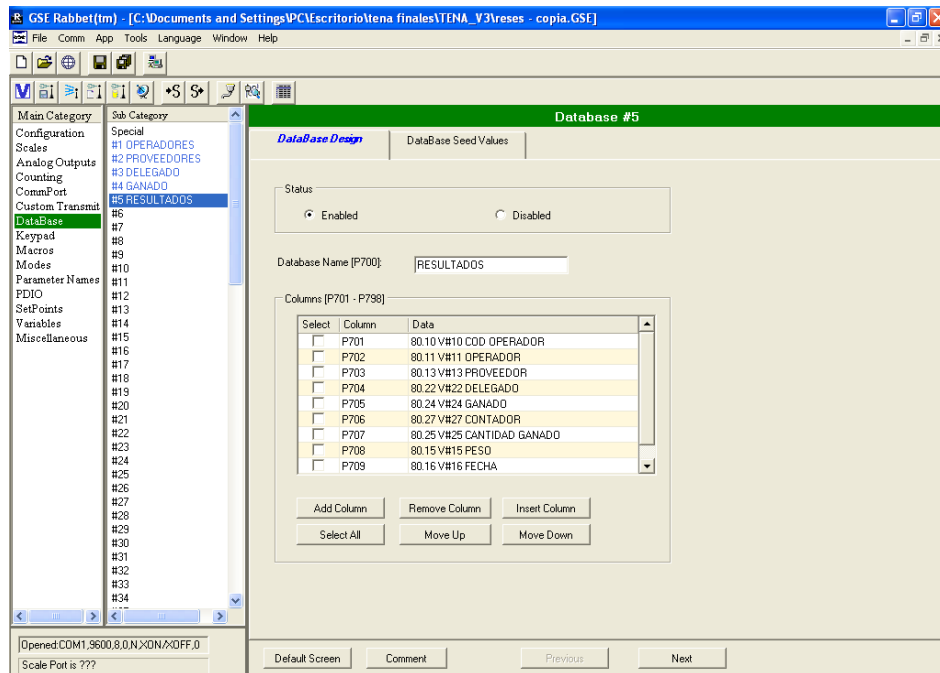 GSE Rabbet(tm) - [C:\Documents and Settings\PC\Escritorio\tena finales\TENA_V3\reses - copia.GSE]
File Comm App Tools Language Window Help
Main Category
Configuration
Scales
Analog Outputs
Counting
CommPort
Custom Transmit
DataBase
Keypad
Macros
Modes
Parameter Names
PDIO
SetPoints
Variables
Miscellaneous
Sub Category
Special
#1 OPERADORES
#2 PROVEEDORES
#3 DELEGADO
#4 GANADO
#5 RESULTADOS
#6
#7
#8
#9
#10
#11
#12
#13
#14
#15
#16
#17
#18
#19
#20
#21
#22
#23
#24
#25
#26
#27
#28
#29
#30
#31
#32
#33
#34
Database #5
DataBase Design
DataBase Seed Values
Status
Enabled Disabled
Database Name [P700]: RESULTADOS
Columns [P701 - P798]
Select Column Data
P701 80.10 V#10 COD OPERADOR
P702 80.11 V#11 OPERADOR
P703 80.13 V#13 PROVEEDOR
P704 80.22 V#22 DELEGADO
P705 80.24 V#24 GANADO
P706 80.27 V#27 CONTADOR
P707 80.25 V#25 CANTIDAD GANADO
P708 80.15 V#15 PESO
P709 80.16 V#16 FECHA
Add Column Remove Column Insert Column
Select All Move Up Move Down
Opened:COM1,9600,8,0,N,XON/XOFF,0
Scale Port is ???
Default Screen Comment Previous Next